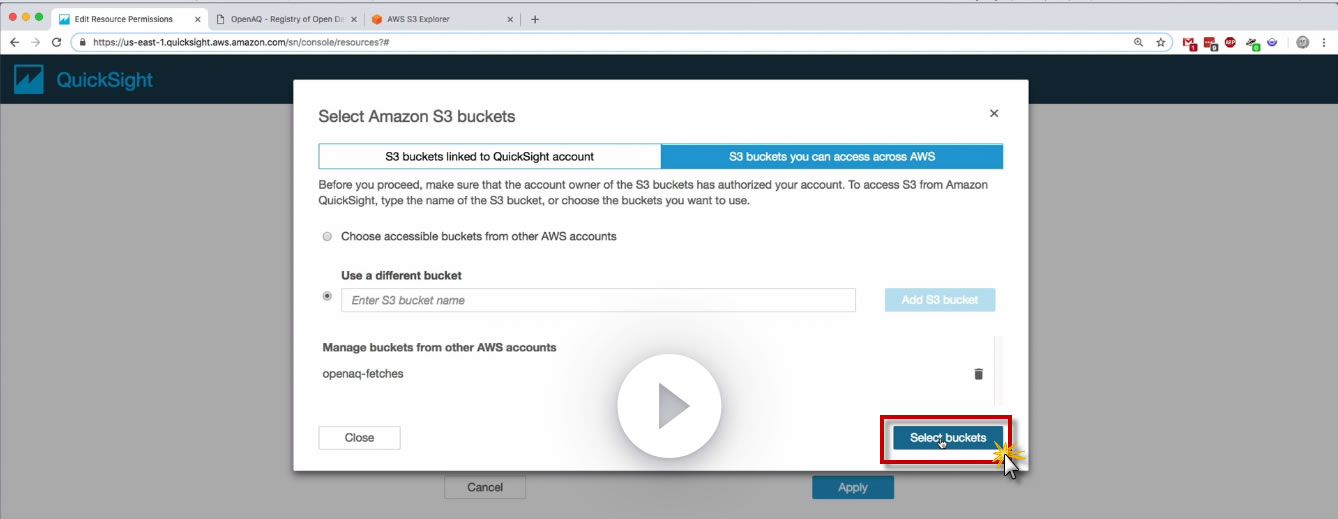 Edit Resource Permissions
OpenAQ - Registry of Open Da
AWS S3 Explorer
https://us-east-1.quicksight.aws.amazon.com/sn/console/resources?#
QuickSight
Select Amazon S3 buckets
S3 buckets linked to QuickSight account
S3 buckets you can access across AWS
Before you proceed, make sure that the account owner of the S3 buckets has authorized your account. To access S3 from Amazon
QuickSight, type the name of the S3 bucket, or choose the buckets you want to use.
Choose accessible buckets from other AWS accounts
Use a different bucket
Enter S3 bucket name
Add S3 bucket
Manage buckets from other AWS accounts
openaq-fetches
Close
Select buckets
Cancel
Apply